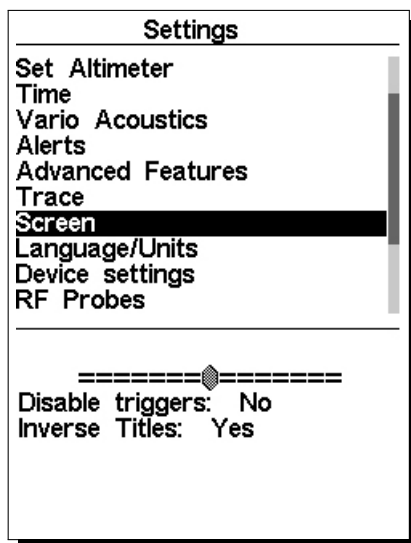 Settings
Set Altimeter
Time
Vario Acoustics
Alerts
Advanced Features
Trace
Screen
Language/Units
Device settings
RF Probes
Disable triggers: No
Inverse Titles: Yes